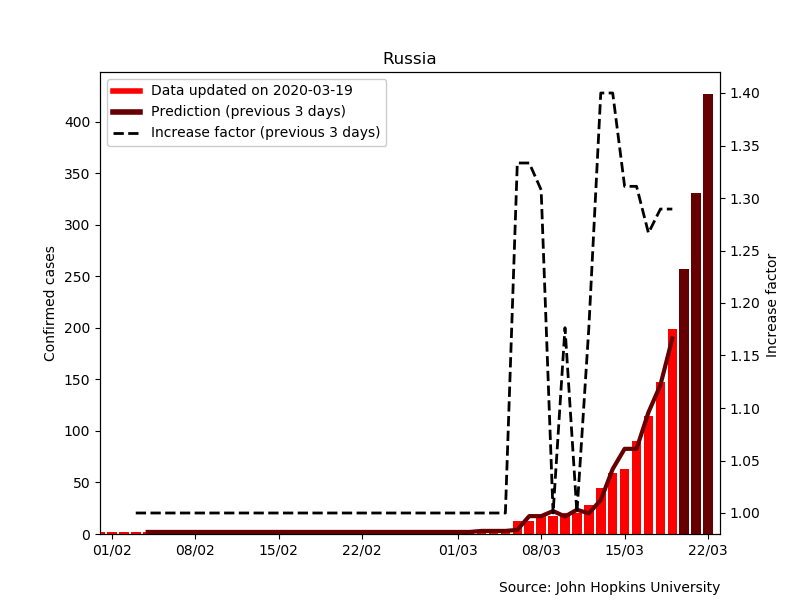 Russia
Data updated on 2020-03-19
Prediction (previous 3 days)
Increase factor (previous 3 days)
Confirmed cases
400
350
300
250
200
150
100
50
0
1.40
1.35
1.30
1.25
1.20
1.15
1.10
1.05
1.00
Increase factor
01/02 08/02 15/02 22/02 01/03 08/03 15/03 22/03
Source: John Hopkins University